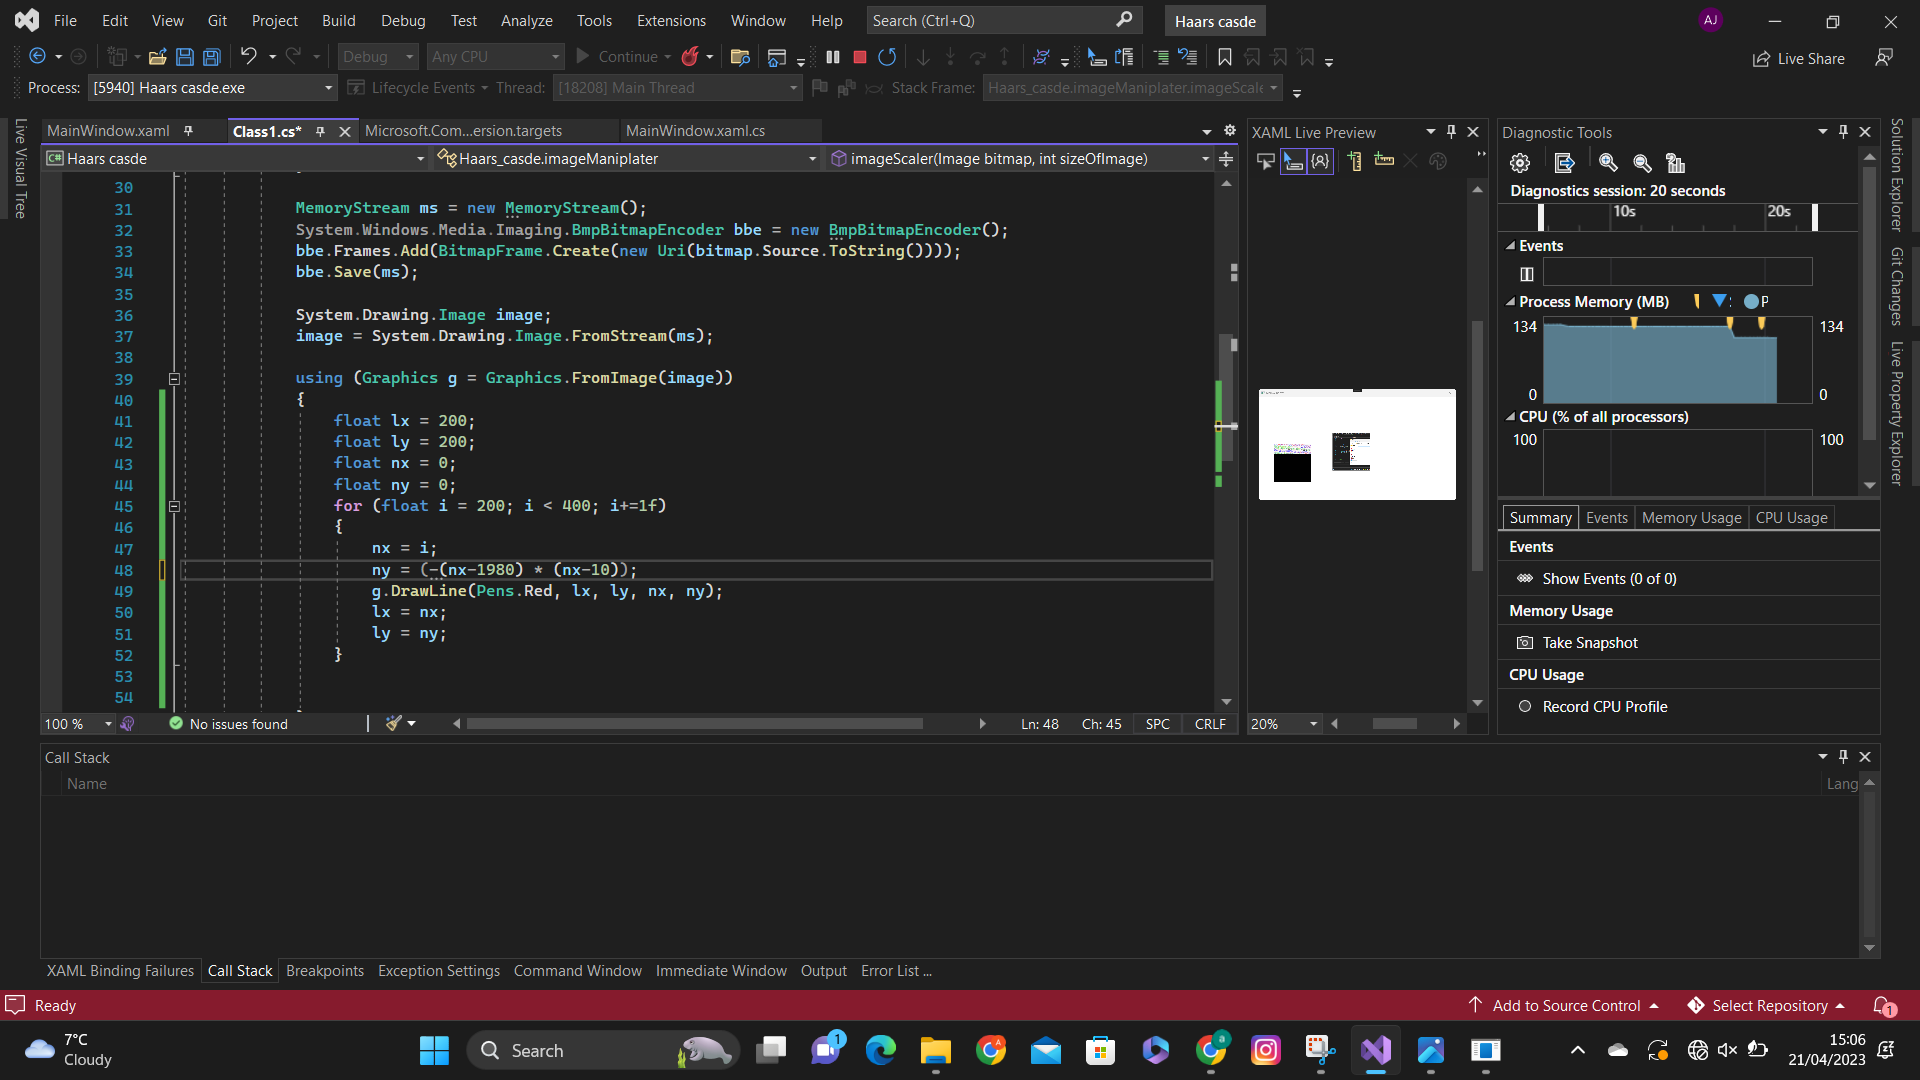 File Edit View Git Project Build Debug Test Analyze Tools Extensions Window Help Search (Ctrl+Q) Haars casde AJ
Debug Any CPU Continue Live Share
Process: [5940] Haars casde.exe Lifecycle Events Thread: [18208] Main Thread Stack Frame: Haars_casde.imageManiplater.imageScale
Live Visual Tree
MainWindow.xaml Class1.cs* Microsoft.Com...ersion.targets MainWindow.xaml.cs
C# Haars casde Haars_casde.imageManiplater imageScaler(Image bitmap, int sizeOfImage)
30
31 MemoryStream ms = new MemoryStream();
32 System.Windows.Media.Imaging.BmpBitmapEncoder bbe = new BmpBitmapEncoder();
33 bbe.Frames.Add(BitmapFrame.Create(new Uri(bitmap.Source.ToString())));
34 bbe.Save(ms);
35
36 System.Drawing.Image image;
37 image = System.Drawing.Image.FromStream(ms);
38
39 using (Graphics g = Graphics.FromImage(image))
40 {
41 float lx = 200;
42 float ly = 200;
43 float nx = 0;
44 float ny = 0;
45 for (float i = 200; i < 400; i+=1f)
46 {
47 nx = i;
48 ny = (-(nx-1980) * (nx-10));
49 g.DrawLine(Pens.Red, lx, ly, nx, ny);
50 lx = nx;
51 ly = ny;
52 }
53
54
100 % No issues found Ln: 48 Ch: 45 SPC CRLF
XAML Live Preview
20%
Diagnostic Tools
Diagnostics session: 20 seconds
10s 20s
Events
Process Memory (MB) P
134 134
0 0
CPU (% of all processors)
100 100
Summary Events Memory Usage CPU Usage
Events
Show Events (0 of 0)
Memory Usage
Take Snapshot
CPU Usage
Record CPU Profile
Solution Explorer
Git Changes
Live Property Explorer
Call Stack
Name Lang
XAML Binding Failures Call Stack Breakpoints Exception Settings Command Window Immediate Window Output Error List ...
Ready Add to Source Control Select Repository 1
7°C
Cloudy
Search 1 15:06
21/04/2023